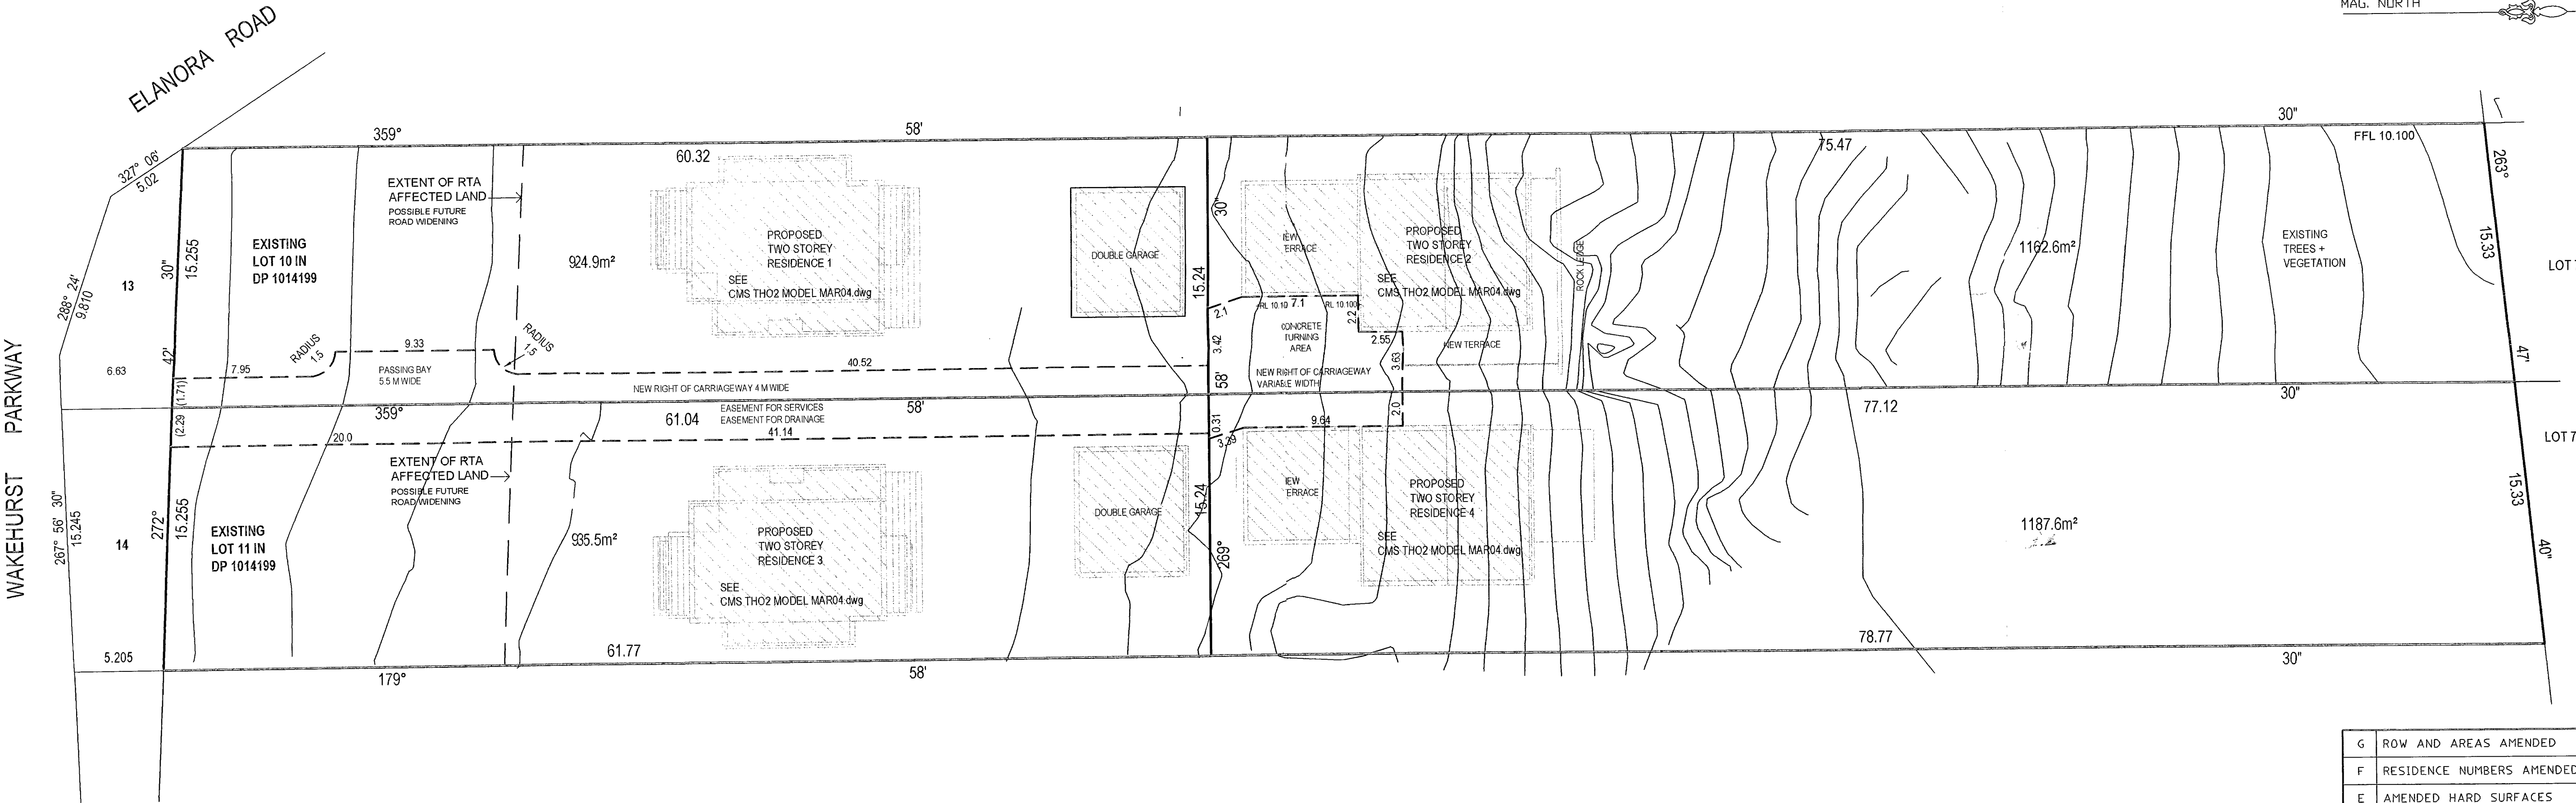 MAG. NORTH
ELANORA ROAD
WAKEHURST PARKWAY
359°
58'
30"
FFL 10.100
60.32
75.47
327° 06'
5.02
288° 24'
9.810
13
30"
15.255
42'
6.63
EXISTING
LOT 10 IN
DP 1014199
EXTENT OF RTA
AFFECTED LAND
POSSIBLE FUTURE
ROAD WIDENING
924.9m²
PROPOSED
TWO STOREY
RESIDENCE 1
SEE
CMS THO2 MODEL MAR04.dwg
DOUBLE GARAGE
30"
15.24
58'
PROPOSED
TWO STOREY
RESIDENCE 2
SEE
CMS THO2 MODEL MAR04.dwg
ROCK LEDGE
1162.6m²
EXISTING
TREES +
VEGETATION
263°
15.33
47'
7.95
RADIUS
1.5
9.33
RADIUS
1.5
PASSING BAY
5.5 M WIDE
40.52
NEW RIGHT OF CARRIAGEWAY 4 M WIDE
2.1
RL 10.10
7.1
RL 10.100
2.2
CONCRETE
TURNING
AREA
3.42
2.55
3.63
NEW TERRACE
NEW RIGHT OF CARRIAGEWAY
VARIABLE WIDTH
(1.71)
(2.29
359°
61.04
EASEMENT FOR SERVICES
EASEMENT FOR DRAINAGE
58'
77.12
30"
20.0
41.14
0.31
3.39
9.64
2.0
267° 56' 30"
15.245
14
272°
15.255
5.205
EXISTING
LOT 11 IN
DP 1014199
EXTENT OF RTA
AFFECTED LAND
POSSIBLE FUTURE
ROAD WIDENING
935.5m²
PROPOSED
TWO STOREY
RESIDENCE 3
SEE
CMS THO2 MODEL MAR04.dwg
DOUBLE GARAGE
15.24
269°
PROPOSED
TWO STOREY
RESIDENCE 4
SEE
CMS THO2 MODEL MAR04.dwg
1187.6m²
15.33
40"
61.77
78.77
179°
58'
30"
G ROW AND AREAS AMENDED
F RESIDENCE NUMBERS AMENDED
E AMENDED HARD SURFACES